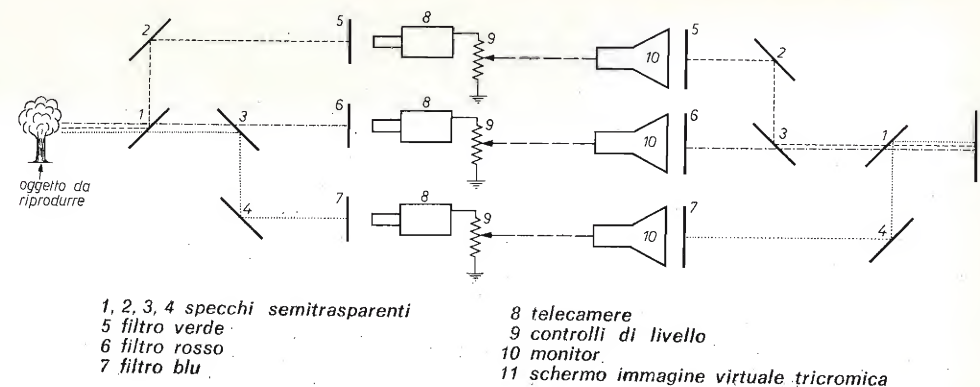 5
8
9
5
2
10
2
1
3
6
8
9
6
10
3
1
oggetto da
riprodurre
4
7
8
9
7
10
4
1, 2, 3, 4 specchi semitrasparenti
5 filtro verde
6 filtro rosso
7 filtro blu
8 telecamere
9 controlli di livello
10 monitor
11 schermo immagine virtuale tricromica